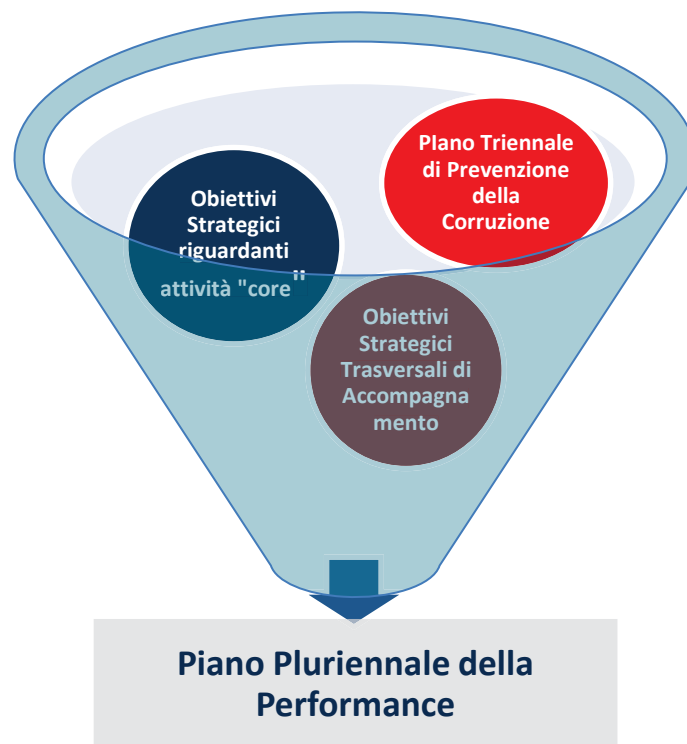 PIano Triennale
di Prevenzione
della
Corruzione
Obiettivi
Strategici
riguardanti
attività "core"
Obiettivi
Strategici
Trasversali di
Accompagna
mento
Piano Pluriennale della
Performance